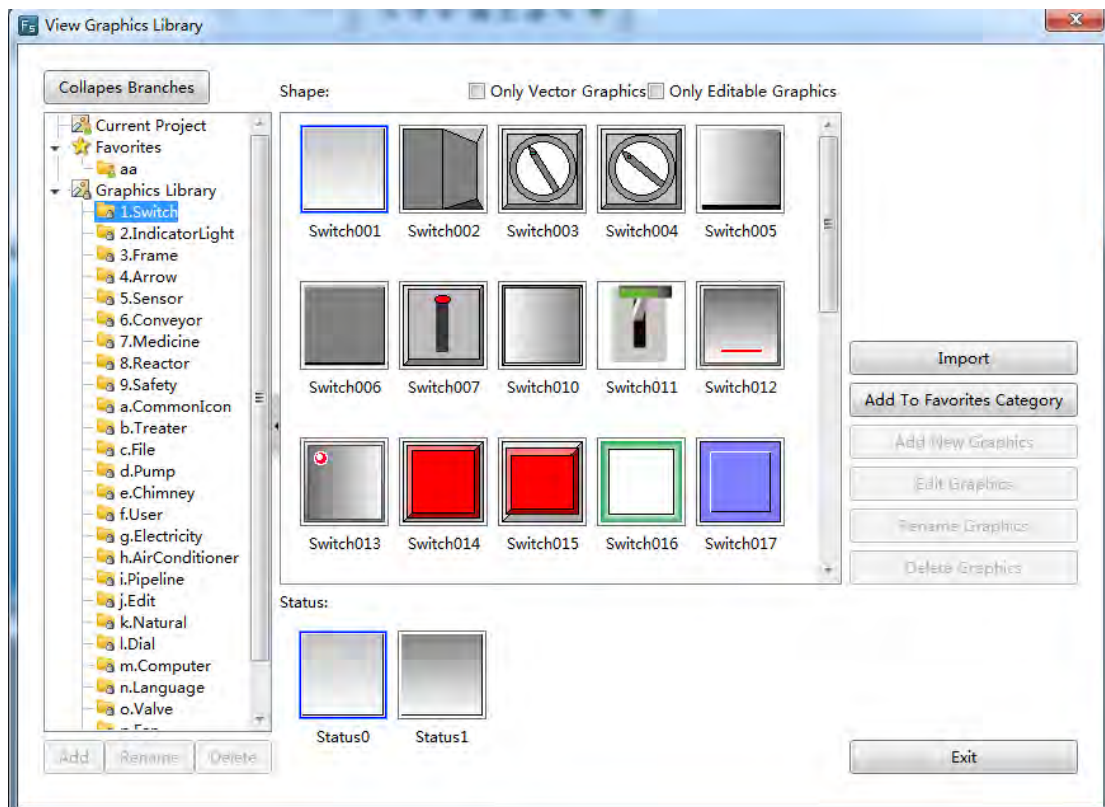 Fs View Graphics Library
Collapes Branches
Shape:
Only Vector Graphics
Only Editable Graphics
Current Project
Favorites
aa
Graphics Library
1.Switch
2.IndicatorLight
3.Frame
4.Arrow
5.Sensor
6.Conveyor
7.Medicine
8.Reactor
9.Safety
a.CommonIcon
b.Treater
c.File
d.Pump
e.Chimney
f.User
g.Electricity
h.AirConditioner
i.Pipeline
j.Edit
k.Natural
l.Dial
m.Computer
n.Language
o.Valve
Add Rename Delete
Switch001 Switch002 Switch003 Switch004 Switch005
Switch006 Switch007 Switch010 Switch011 Switch012
Switch013 Switch014 Switch015 Switch016 Switch017
Status:
Status0 Status1
Import
Add To Favorites Category
Add New Graphics
Edit Graphics
Rename Graphics
Delete Graphics
Exit